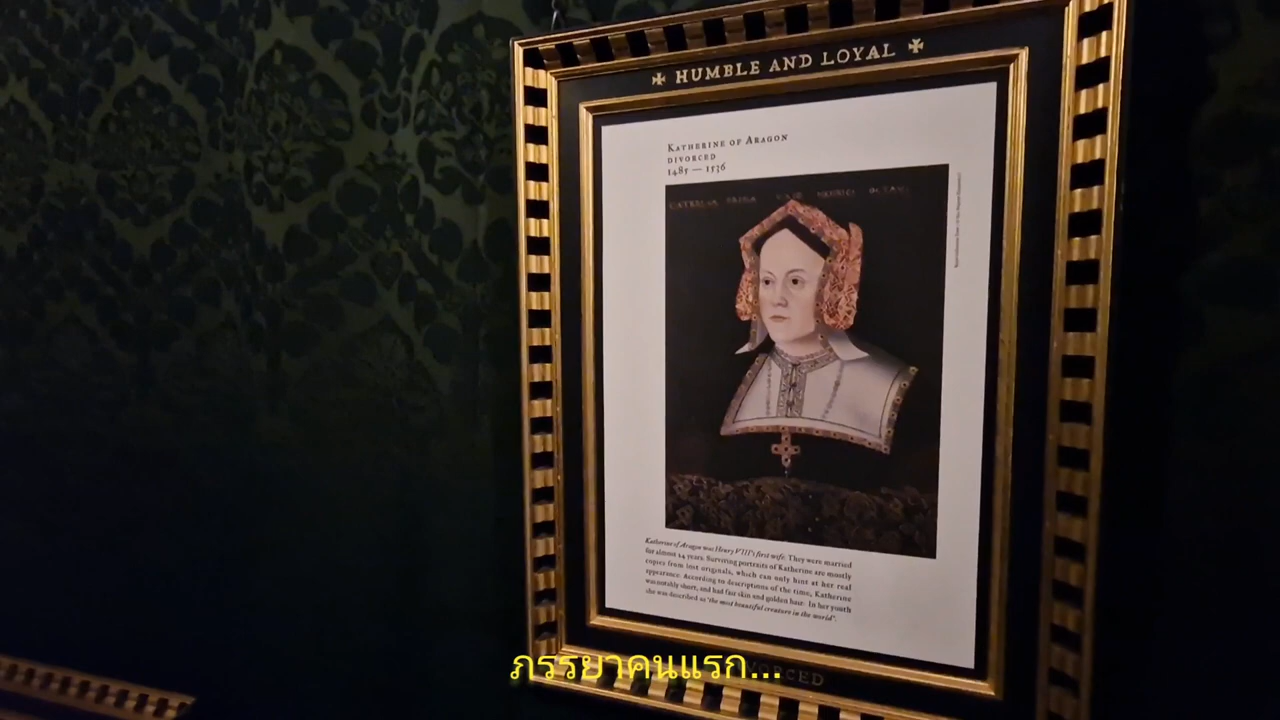 ✠ HUMBLE AND LOYAL ✠
KATHERINE OF ARAGON
DIVORCED
1485 — 1536
Katherine of Aragon was Henry VIII's first wife. They were married
for almost 24 years. Surviving portraits of Katherine are mostly
copies from lost originals, which can only hint at her real
appearance. According to descriptions of the time, Katherine
was notably short, and had fair skin and golden hair. In her youth
she was described as 'the most beautiful creature in the world'.
ภรรยาคนแรก...